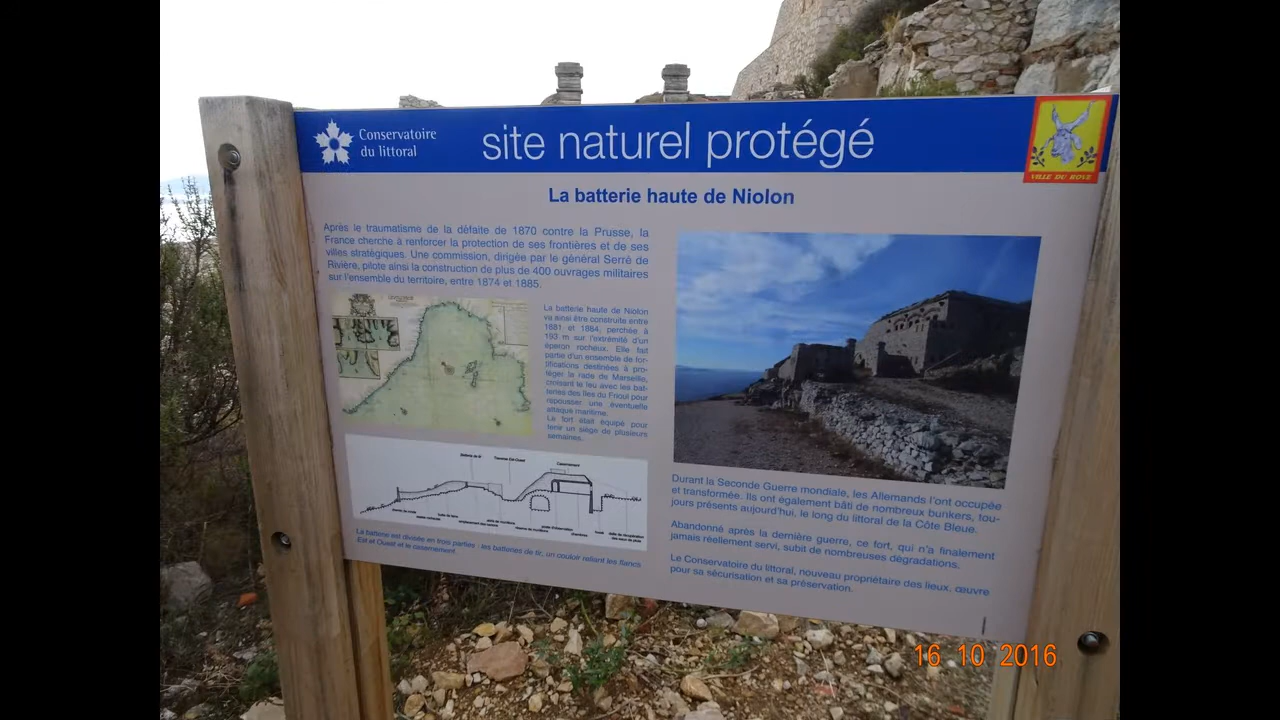 Conservatoire
du littoral
site naturel protégé
VILLE DU ROVE
La batterie haute de Niolon
Après le traumatisme de la défaite de 1870 contre la Prusse, la
France cherche à renforcer la protection de ses frontières et de ses
villes stratégiques. Une commission, dirigée par le général Serré de
Rivière, pilote ainsi la construction de plus de 400 ouvrages militaires
sur l'ensemble du territoire, entre 1874 et 1885.
La batterie haute de Niolon
va ainsi être construite entre
1881 et 1884, perchée à
193 m sur l'extrémité d'un
éperon rocheux. Elle fait
partie d'un ensemble de for-
tifications destinées à pro-
téger la rade de Marseille,
croisant le feu avec les bat-
teries des îles du Frioul pour
repousser une éventuelle
attaque maritime.
Le fort était équipé pour
tenir un siège de plusieurs
semaines.
Batterie de tir
Traverse Est-Ouest
Casernement
La batterie est divisée en trois parties : les batteries de tir, un couloir reliant les flancs
Est et Ouest et le casernement.
Durant la Seconde Guerre mondiale, les Allemands l'ont occupée
et transformée. Ils ont également bâti de nombreux bunkers, tou-
jours présents aujourd'hui, le long du littoral de la Côte Bleue.
Abandonné après la dernière guerre, ce fort, qui n'a finalement
jamais réellement servi, subit de nombreuses dégradations.
Le Conservatoire du littoral, nouveau propriétaire des lieux, œuvre
pour sa sécurisation et sa préservation.
16 10 2016